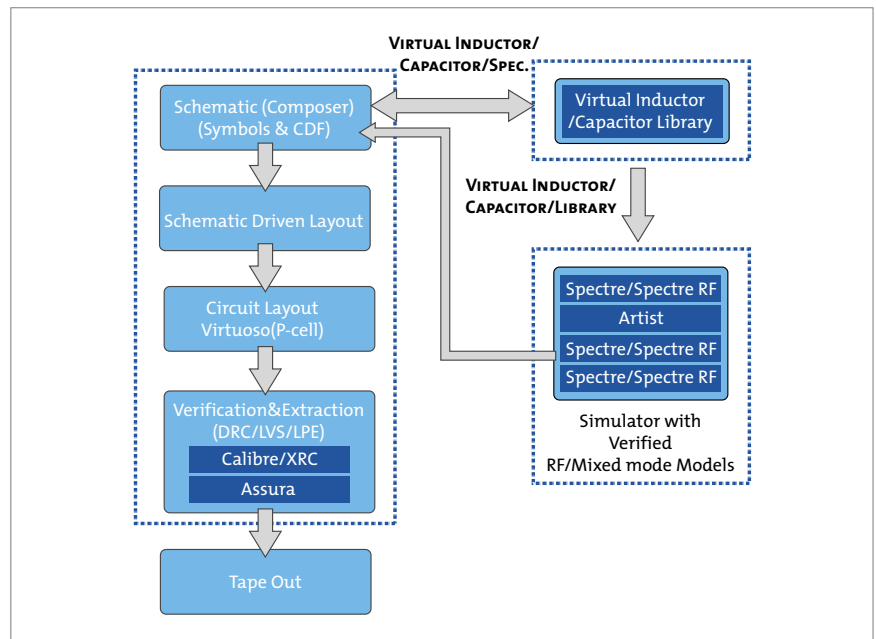 Virtual Inductor/
Capacitor/Spec.
Schematic (Composer)
(Symbols & CDF)
Virtual Inductor
/Capacitor Library
Virtual Inductor/
Capacitor/Library
Schematic Driven Layout
Circuit Layout
Virtuoso(P-cell)
Spectre/Spectre RF
Artist
Spectre/Spectre RF
Spectre/Spectre RF
Simulator with
Verified
RF/Mixed mode Models
Verification&Extraction
(DRC/LVS/LPE)
Calibre/XRC
Assura
Tape Out